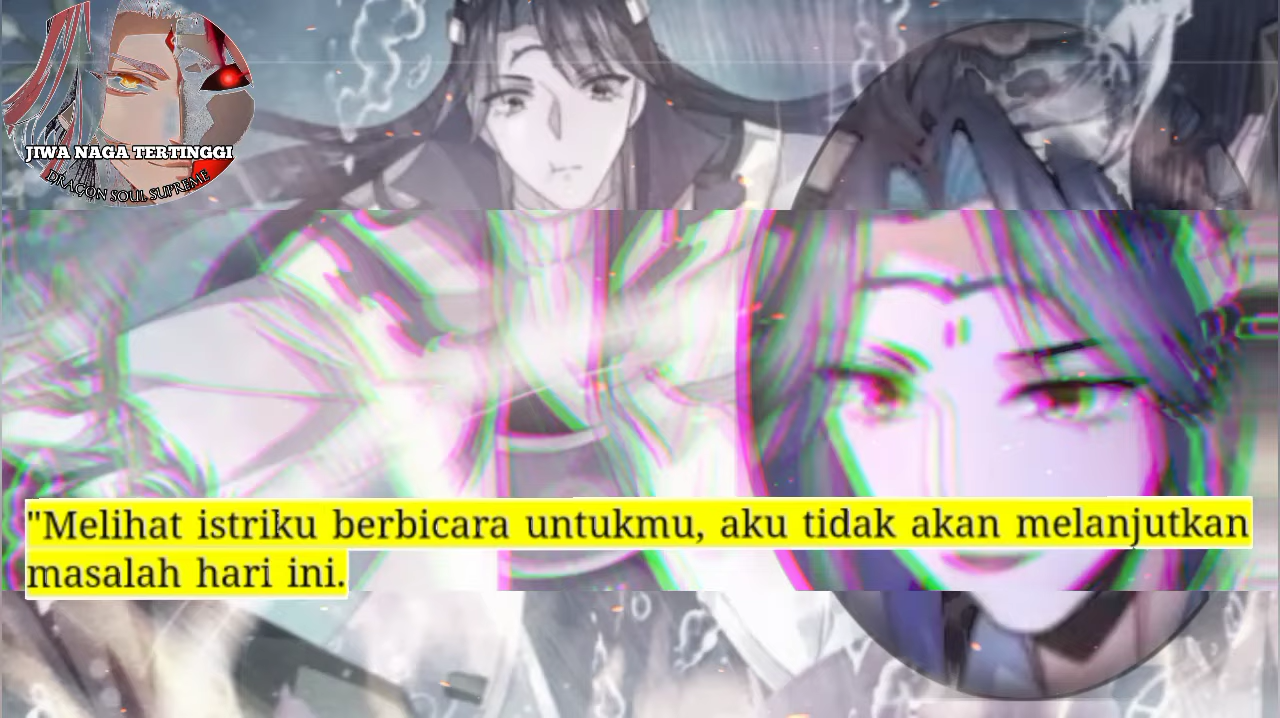 JIWA NAGA TERTINGGI
DRAGON SOUL SUPREME
"Melihat istriku berbicara untukmu, aku tidak akan melanjutkan
masalah hari ini.